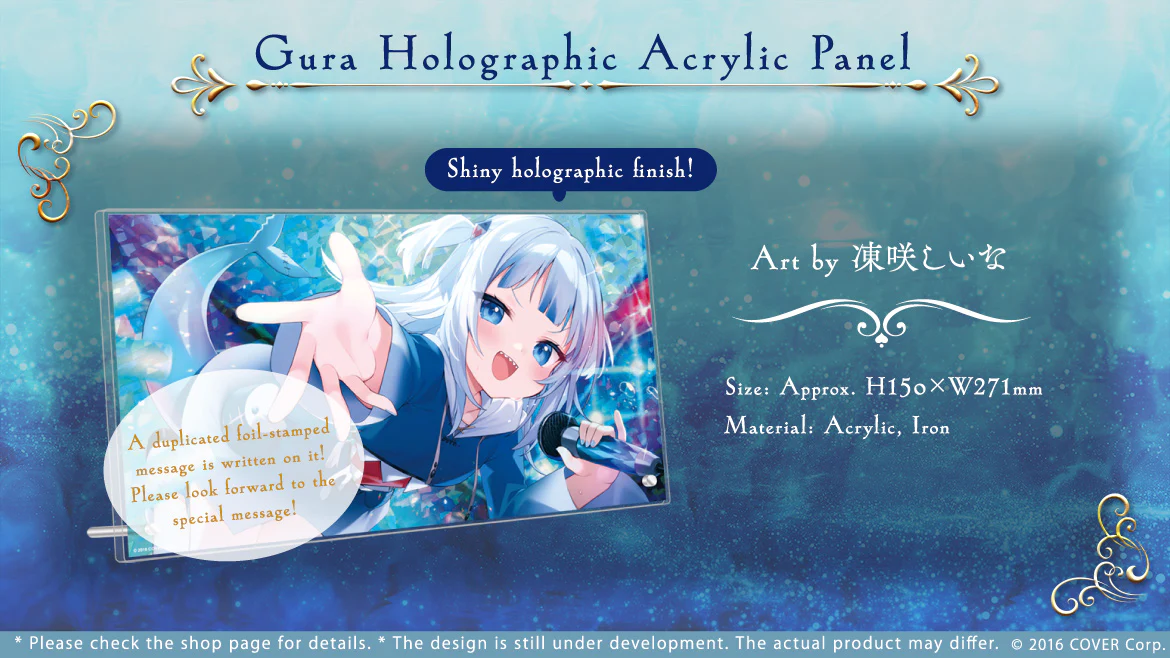 Gura Holographic Acrylic Panel
Shiny holographic finish!
A duplicated foil-stamped
message is written on it!
Please look forward to the
special message!
Art by 凍咲しいな
Size: Approx. H150×W271mm
Material: Acrylic, Iron
* Please check the shop page for details. * The design is still under development. The actual product may differ. © 2016 COVER Corp.